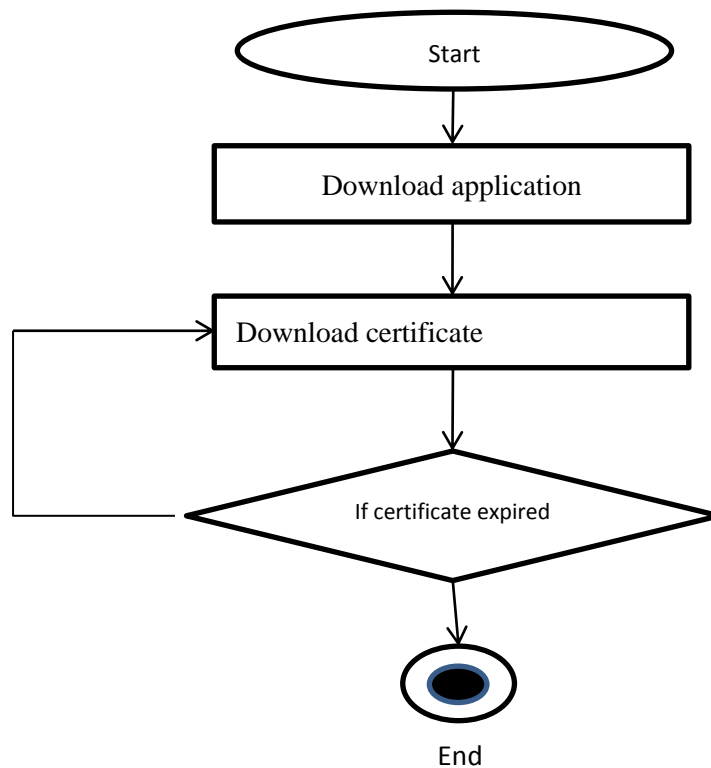 Start
Download application
Download certificate
If certificate expired
End